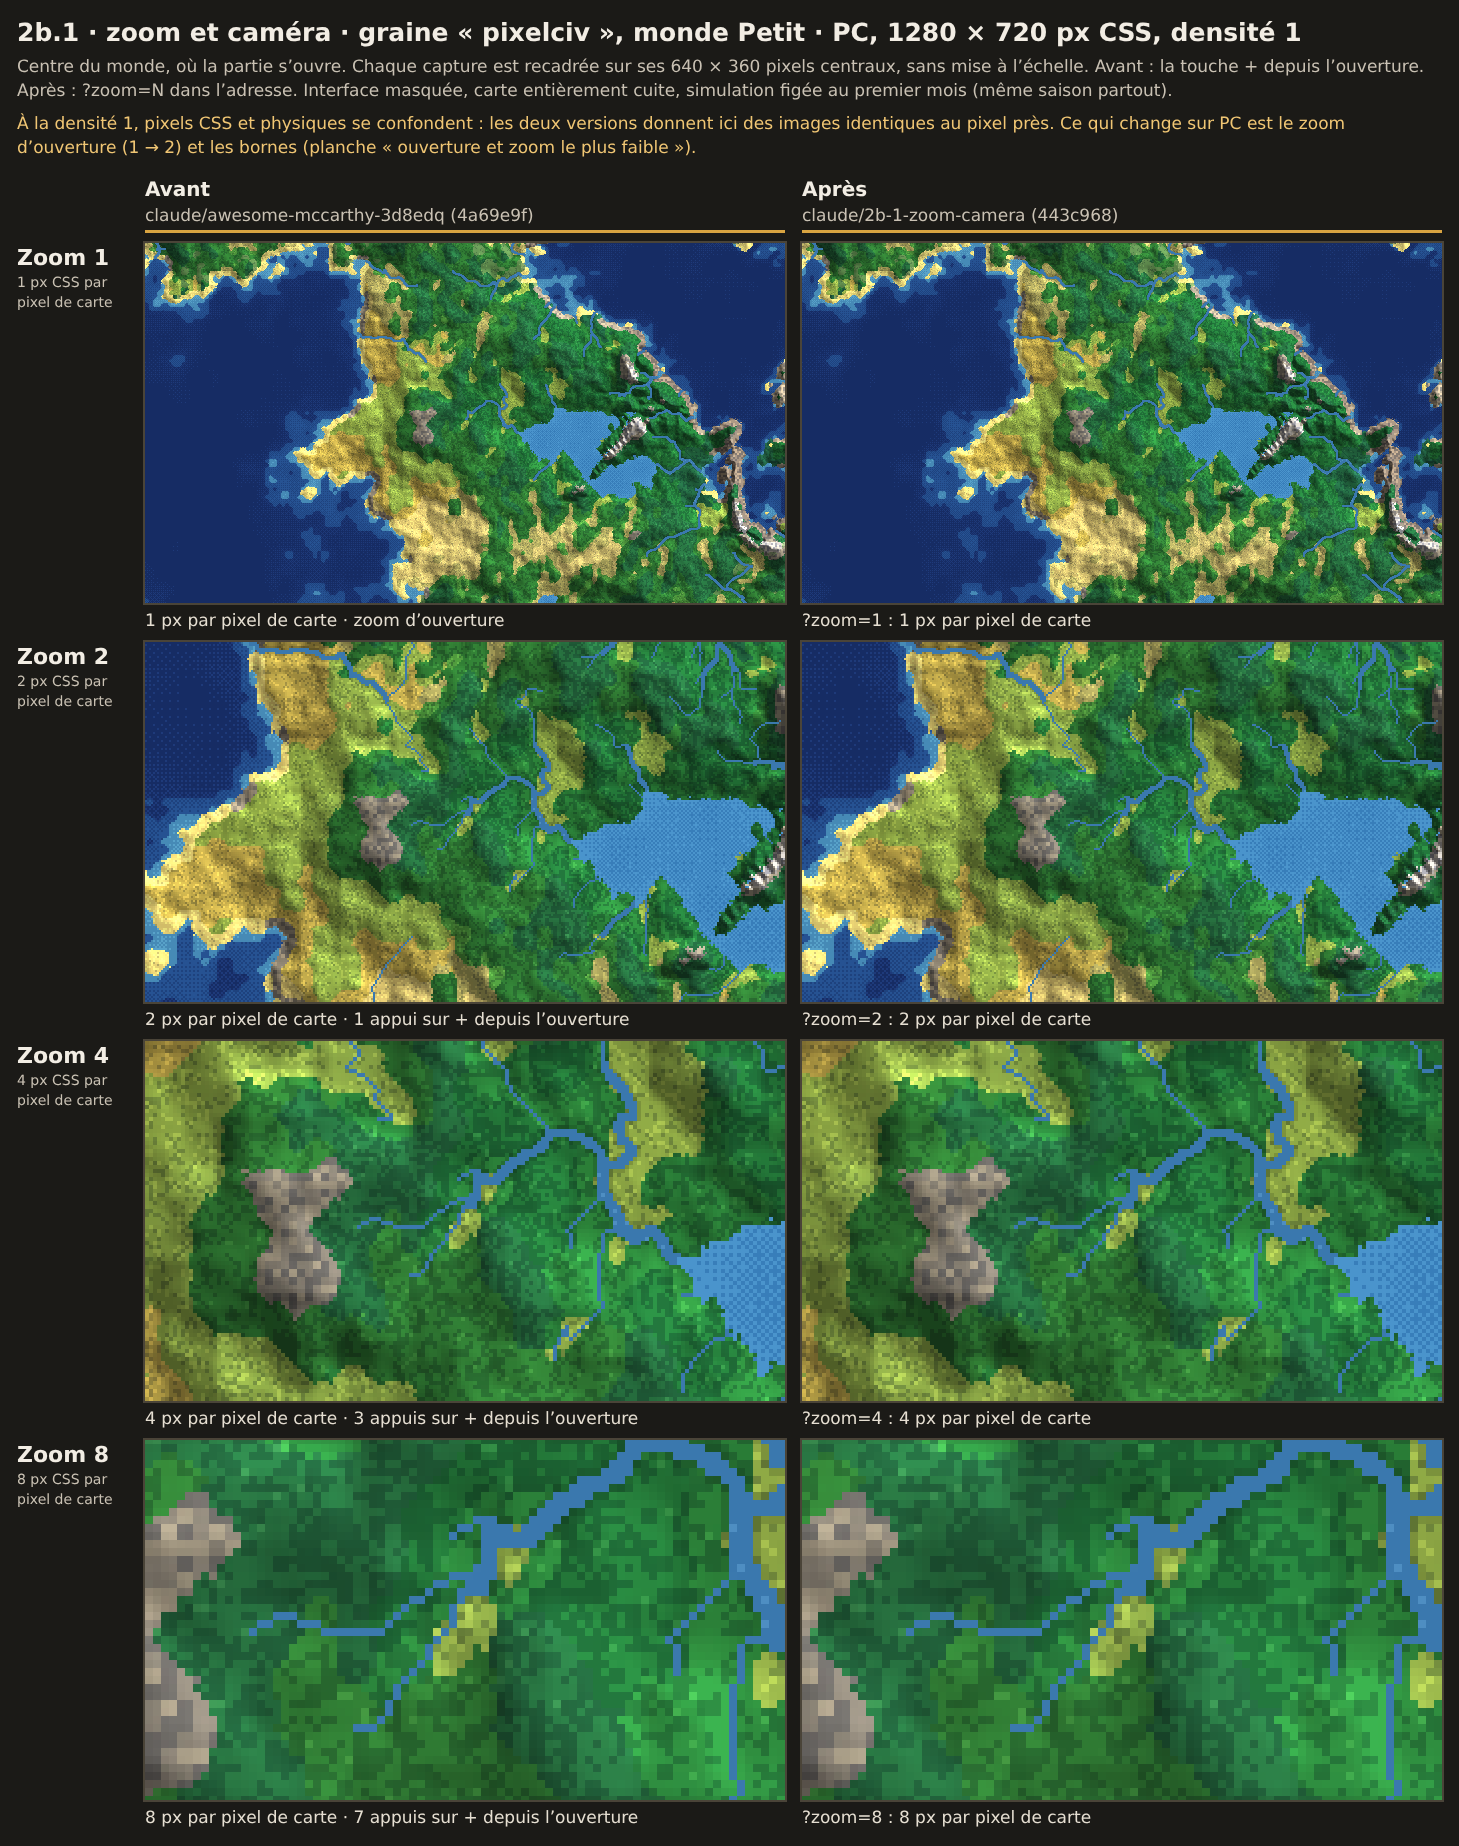 2b.1 · zoom et caméra · graine « pixelciv », monde Petit · PC, 1280 × 720 px CSS, densité 1
Centre du monde, où la partie s’ouvre. Chaque capture est recadrée sur ses 640 × 360 pixels centraux, sans mise à l’échelle. Avant : la touche + depuis l’ouverture.
Après : ?zoom=N dans l’adresse. Interface masquée, carte entièrement cuite, simulation figée au premier mois (même saison partout).
À la densité 1, pixels CSS et physiques se confondent : les deux versions donnent ici des images identiques au pixel près. Ce qui change sur PC est le zoom
d’ouverture (1 → 2) et les bornes (planche « ouverture et zoom le plus faible »).
Avant
claude/awesome-mccarthy-3d8edq (4a69e9f)
Après
claude/2b-1-zoom-camera (443c968)
Zoom 1
1 px CSS par
pixel de carte
1 px par pixel de carte · zoom d’ouverture
?zoom=1 : 1 px par pixel de carte
Zoom 2
2 px CSS par
pixel de carte
2 px par pixel de carte · 1 appui sur + depuis l’ouverture
?zoom=2 : 2 px par pixel de carte
Zoom 4
4 px CSS par
pixel de carte
4 px par pixel de carte · 3 appuis sur + depuis l’ouverture
?zoom=4 : 4 px par pixel de carte
Zoom 8
8 px CSS par
pixel de carte
8 px par pixel de carte · 7 appuis sur + depuis l’ouverture
?zoom=8 : 8 px par pixel de carte